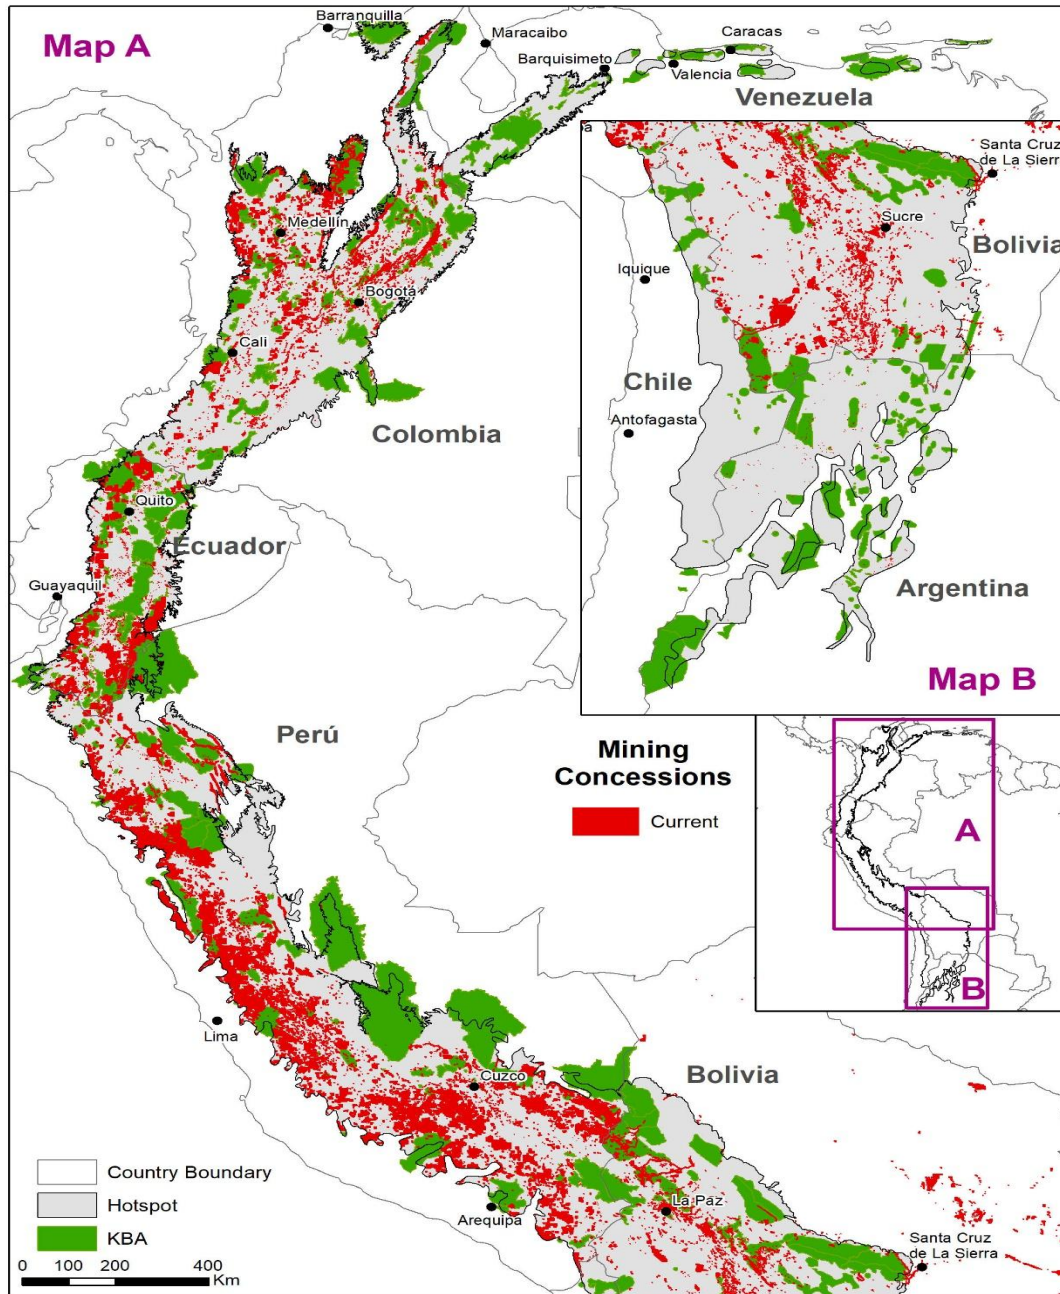 Map A
Barranquilla
Maracaibo
Caracas
Barquisimeto
Valencia
Venezuela
Medellín
Bogotá
Cali
Colombia
Quito
Ecuador
Guayaquil
Perú
Lima
Cuzco
Bolivia
La Paz
Arequipa
Santa Cruz
de La Sierra
Santa Cruz
de La Sierra
Sucre
Bolivia
Iquique
Chile
Antofagasta
Argentina
Map B
Mining
Concessions
Current
A
B
Country Boundary
Hotspot
KBA
0 100 200 400
Km